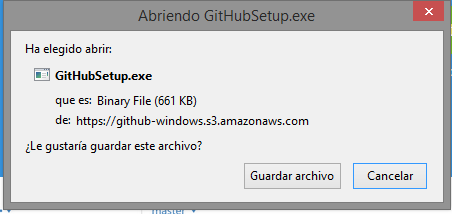 Abriendo GitHubSetup.exe
Ha elegido abrir:
GitHubSetup.exe
que es: Binary File (661 KB)
de: https://github-windows.s3.amazonaws.com
¿Le gustaría guardar este archivo?
Guardar archivo Cancelar
master